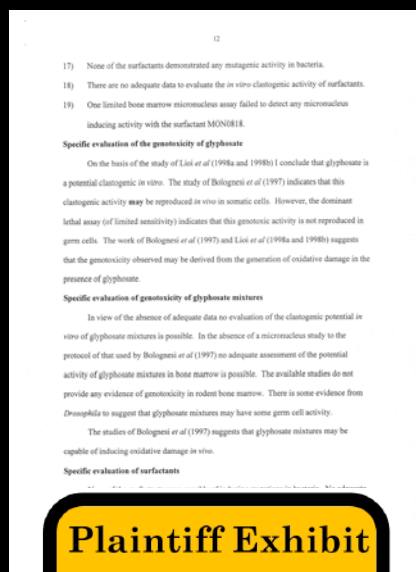 12
17) None of the surfactants demonstrated any mutagenic activity in bacteria.
18) There are no adequate data to evaluate the in vitro clastogenic activity of surfactants.
19) One limited bone marrow micronucleus assay failed to detect any micronucleus
inducing activity with the surfactant MON0818.
Specific evaluation of the genotoxicity of glyphosate
On the basis of the study of Lioi et al (1998a and 1998b) I conclude that glyphosate is
a potential clastogenic in vitro. The study of Bolognesi et al (1997) indicates that this
clastogenic activity may be reproduced in vivo in somatic cells. However, the dominant
lethal assay (of limited sensitivity) indicates that this genotoxic activity is not reproduced in
germ cells. The work of Bolognesi et al (1997) and Lioi et al (1998a and 1998b) suggests
that the genotoxicity observed may be derived from the generation of oxidative damage in the
presence of glyphosate.
Specific evaluation of genotoxicity of glyphosate mixtures
In view of the absence of adequate data no evaluation of the clastogenic potential in
vitro of glyphosate mixtures is possible. In the absence of a micronucleus study to the
protocol of that used by Bolognesi et al (1997) no adequate assessment of the potential
activity of glyphosate mixtures in bone marrow is possible. The available studies do not
provide any evidence of genotoxicity in rodent bone marrow. There is some evidence from
Drosophila to suggest that glyphosate mixtures may have some germ cell activity.
The studies of Bolognesi et al (1997) suggests that glyphosate mixtures may be
capable of inducing oxidative damage in vivo.
Specific evaluation of surfactants
Plaintiff Exhibit